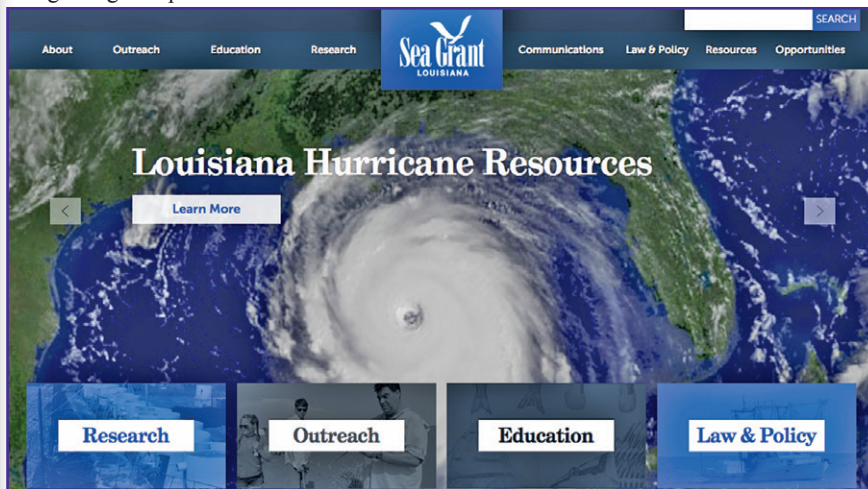 SEARCH
About Outreach Education Research Sea Grant Communications Law & Policy Resources Opportunities
LOUISIANA
Louisiana Hurricane Resources
Learn More
Research Outreach Education Law & Policy